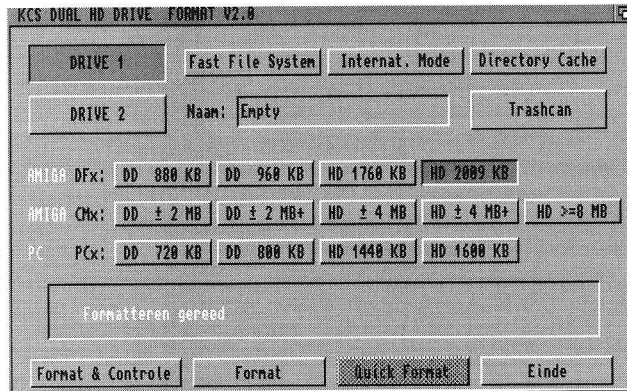 KCS DUAL HD DRIVE FORMAT V2.0
DRIVE 1 Fast File System Internat. Mode Directory Cache
DRIVE 2 Naam: Empty Trashcan
AMIGA DFx: DD 880 KB DD 960 KB HD 1760 KB HD 2009 KB
AMIGA CMx: DD ± 2 MB DD ± 2 MB+ HD ± 4 MB HD ± 4 MB+ HD >=8 MB
PC PCx: DD 720 KB DD 800 KB HD 1440 KB HD 1600 KB
Formatteren gereed
Format & Controle Format Quick Format Einde